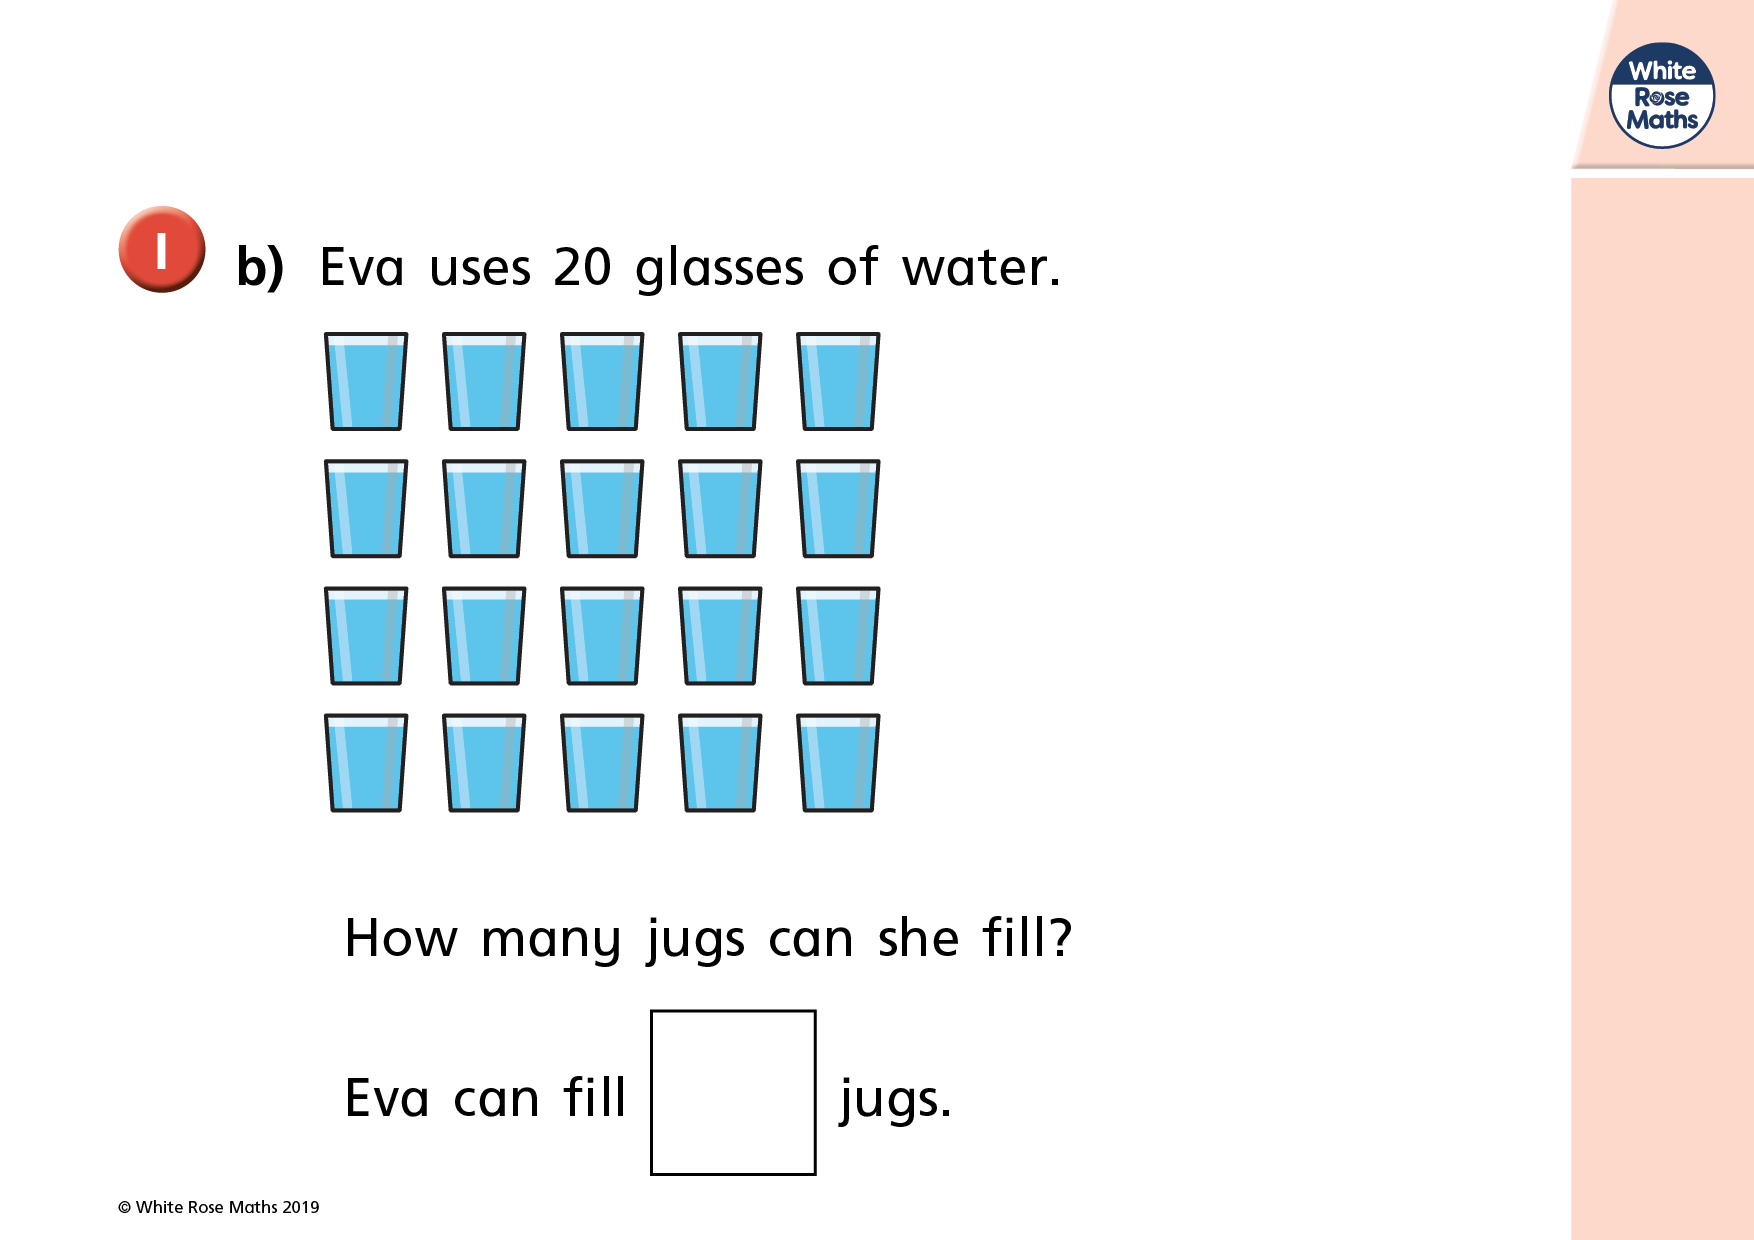 White
Rose
Maths
1 b) Eva uses 20 glasses of water.
How many jugs can she fill?
Eva can fill jugs.
© White Rose Maths 2019